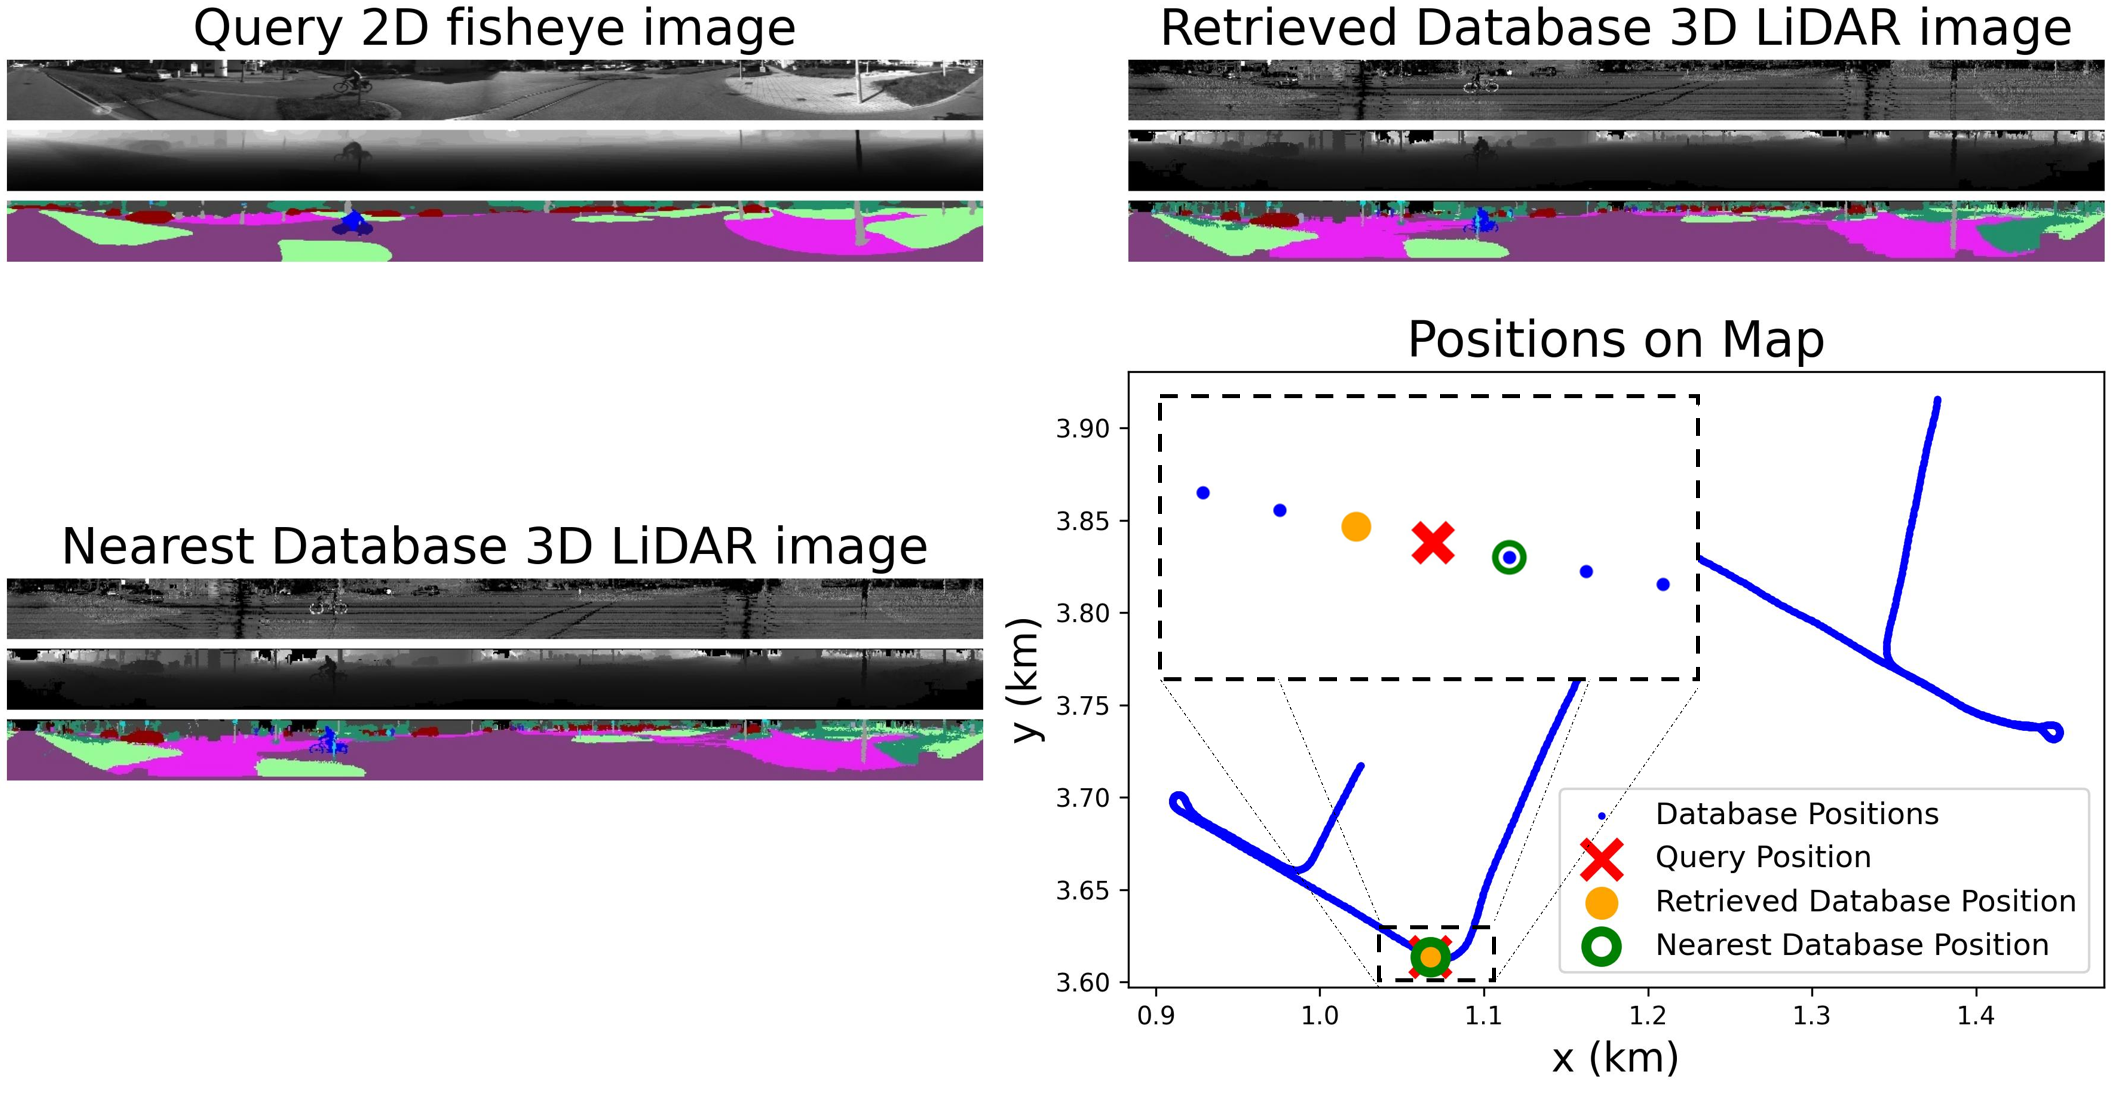 Query 2D fisheye image
Retrieved Database 3D LiDAR image
Nearest Database 3D LiDAR image
Positions on Map
3.90
3.85
3.80
3.75
3.70
3.65
3.60
y (km)
0.9 1.0 1.1 1.2 1.3 1.4
x (km)
Database Positions
Query Position
Retrieved Database Position
Nearest Database Position